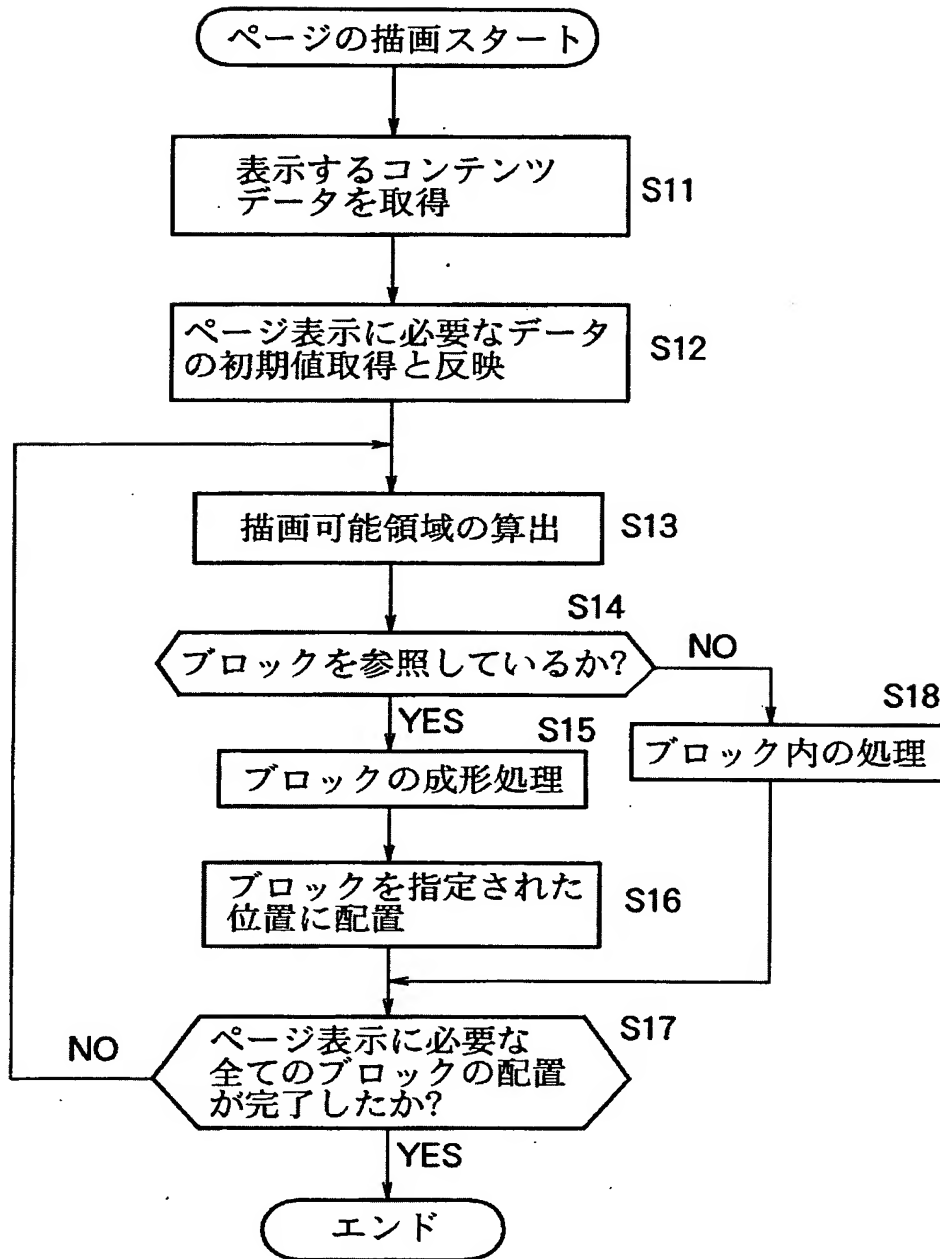 ページの描画スタート
表示するコンテンツ
データを取得
S11
ページ表示に必要なデータ
の初期値取得と反映
S12
描画可能領域の算出
S13
S14
ブロックを参照しているか?
NO
YES
S15
S18
ブロックの成形処理
ブロック内の処理
ブロックを指定された
位置に配置
S16
S17
ページ表示に必要な
全てのブロックの配置
が完了したか?
NO
YES
エンド